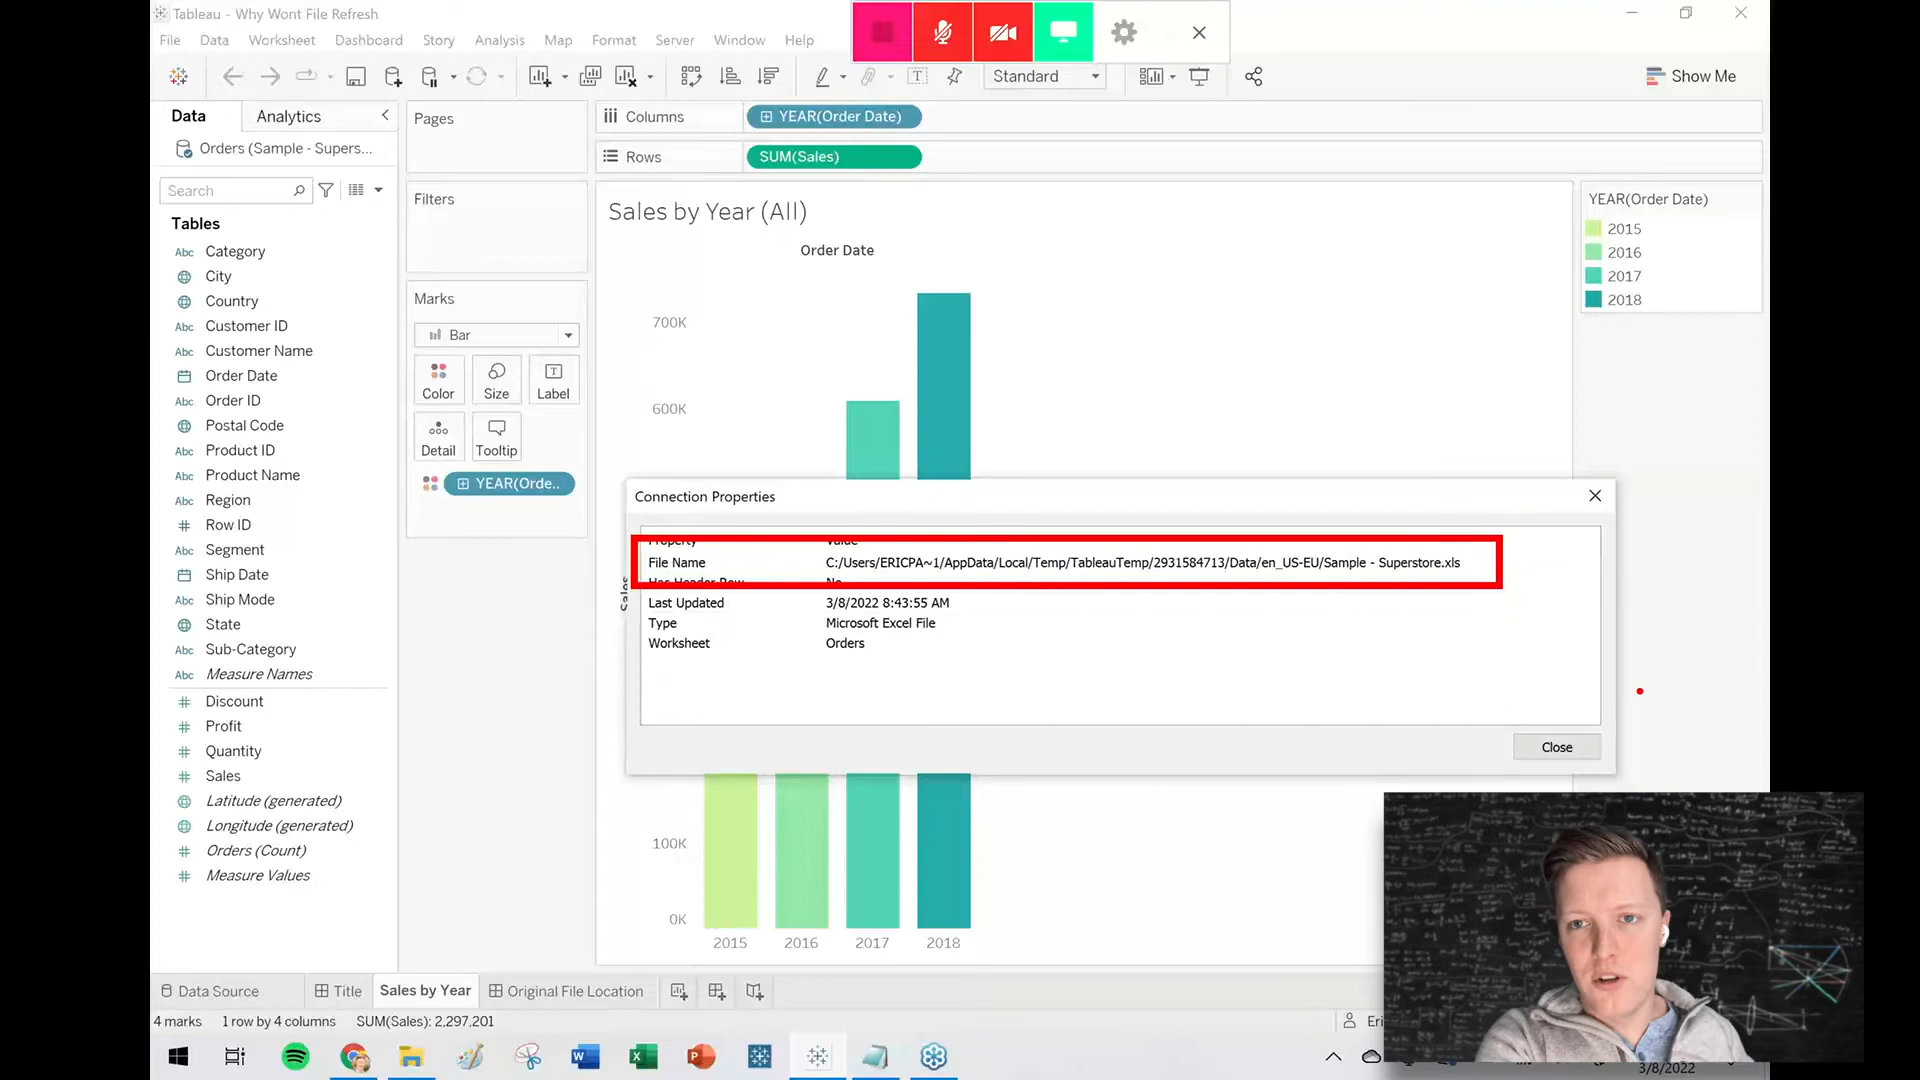 Tableau - Why Wont File Refresh
File Data Worksheet Dashboard Story Analysis Map Format Server Window Help
Standard
Show Me
Data
Analytics
Orders (Sample - Supers...
Search
Tables
Abc Category
City
Country
Abc Customer ID
Abc Customer Name
Order Date
Abc Order ID
Postal Code
Abc Product ID
Abc Product Name
Abc Region
# Row ID
Abc Segment
Ship Date
Abc Ship Mode
State
Abc Sub-Category
Abc Measure Names
# Discount
# Profit
# Quantity
# Sales
Latitude (generated)
Longitude (generated)
# Orders (Count)
# Measure Values
Pages
Filters
Marks
Bar
Color Size Label
Detail Tooltip
YEAR(Orde..
Columns YEAR(Order Date)
Rows SUM(Sales)
Sales by Year (All)
Order Date
700K
600K
Sales
100K
0K
2015 2016 2017 2018
YEAR(Order Date)
2015
2016
2017
2018
Connection Properties
Property Value
File Name C:/Users/ERICPA~1/AppData/Local/Temp/TableauTemp/2931584713/Data/en_US-EU/Sample - Superstore.xls
Has Header Row No
Last Updated 3/8/2022 8:43:55 AM
Type Microsoft Excel File
Worksheet Orders
Close
Data Source Title Sales by Year Original File Location
4 marks 1 row by 4 columns SUM(Sales): 2,297,201
Eri
3/8/2022